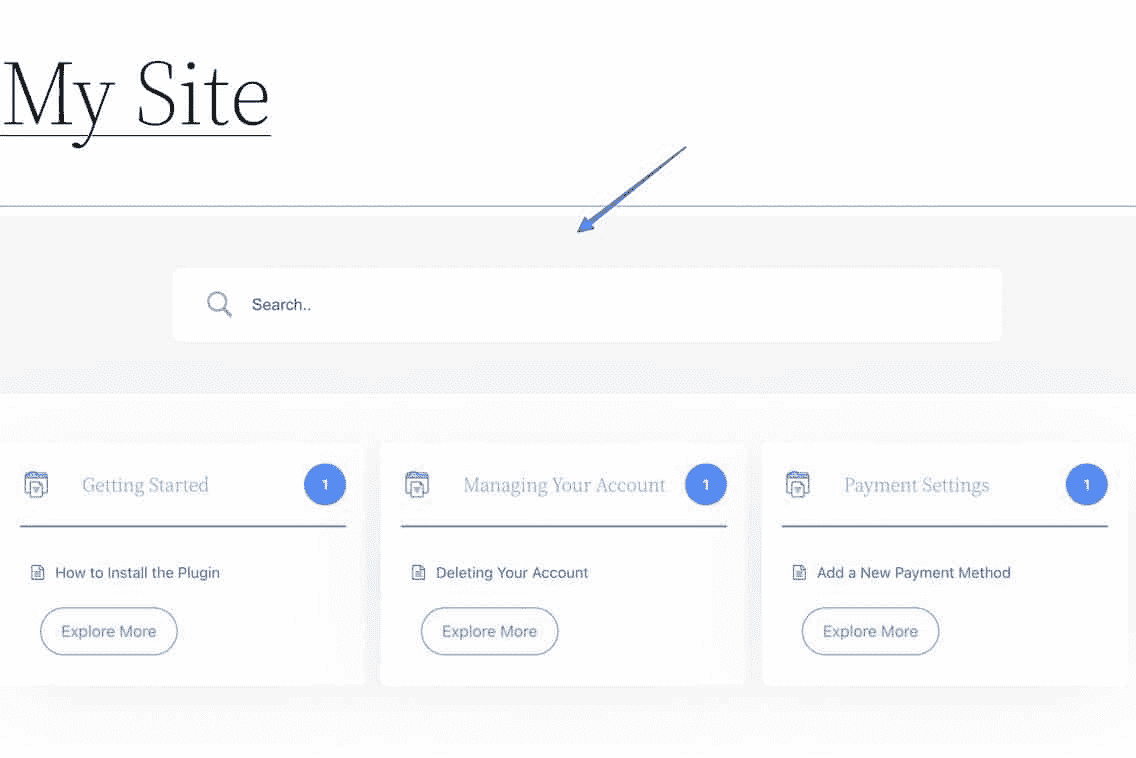 My Site
Search..
Getting Started
1
Managing Your Account
1
Payment Settings
1
How to Install the Plugin
Deleting Your Account
Add a New Payment Method
Explore More
Explore More
Explore More